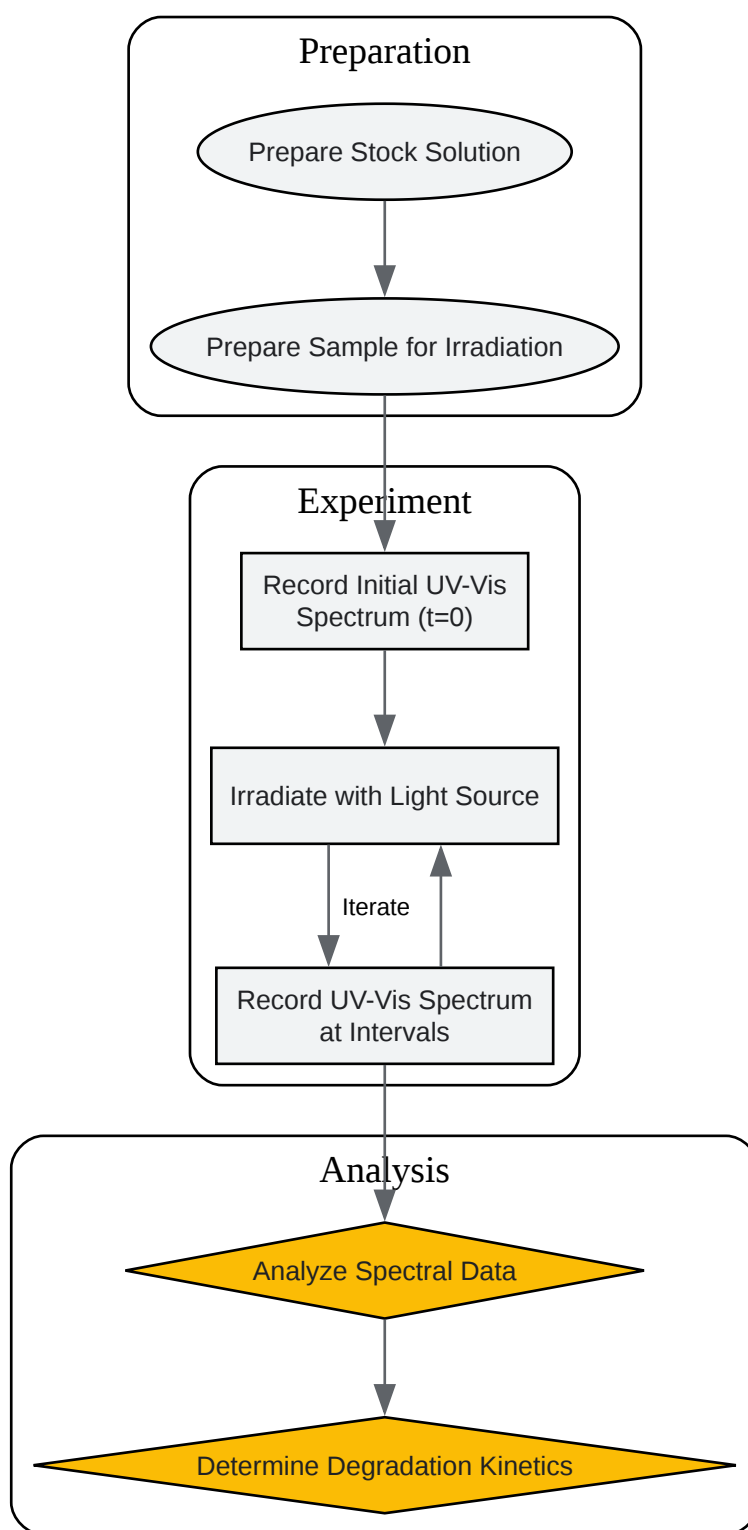 Preparation
Prepare Stock Solution
Prepare Sample for Irradiation
Experiment
Record Initial UV-Vis
Spectrum (t=0)
Irradiate with Light Source
Iterate
Record UV-Vis Spectrum
at Intervals
Analysis
Analyze Spectral Data
Determine Degradation Kinetics